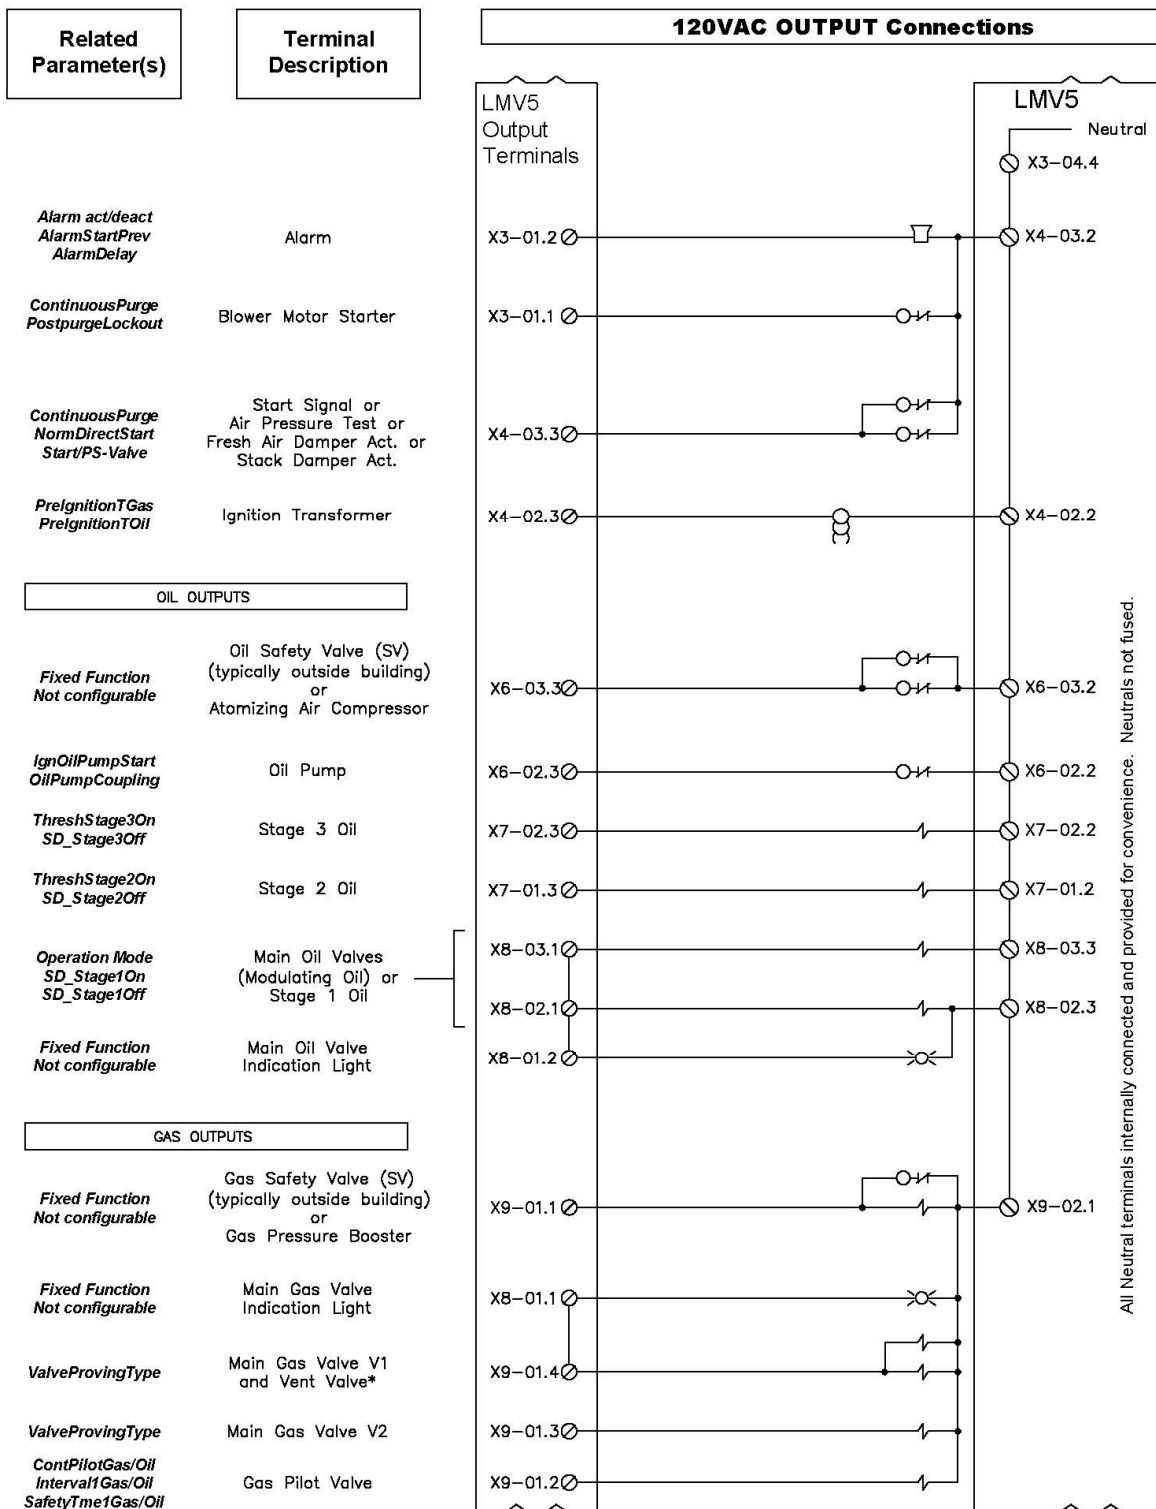 Related
Parameter(s)
Terminal
Description
120VAC OUTPUT Connections
LMV5
Output
Terminals
LMV5
Neutral
X3-04.4
Alarm act/deact
AlarmStartPrev
AlarmDelay
Alarm
X3-01.2
X4-03.2
ContinuousPurge
PostpurgeLockout
Blower Motor Starter
X3-01.1
ContinuousPurge
NormDirectStart
Start/PS-Valve
Start Signal or
Air Pressure Test or
Fresh Air Damper Act. or
Stack Damper Act.
X4-03.3
PreIgnitionTGas
PreIgnitionTOil
Ignition Transformer
X4-02.3
X4-02.2
OIL OUTPUTS
Fixed Function
Not configurable
Oil Safety Valve (SV)
(typically outside building)
or
Atomizing Air Compressor
X6-03.3
X6-03.2
IgnOilPumpStart
OilPumpCoupling
Oil Pump
X6-02.3
X6-02.2
ThreshStage3On
SD_Stage3Off
Stage 3 Oil
X7-02.3
X7-02.2
ThreshStage2On
SD_Stage2Off
Stage 2 Oil
X7-01.3
X7-01.2
Operation Mode
SD_Stage1On
SD_Stage1Off
Main Oil Valves
(Modulating Oil) or
Stage 1 Oil
X8-03.1
X8-03.3
X8-02.1
X8-02.3
Fixed Function
Not configurable
Main Oil Valve
Indication Light
X8-01.2
GAS OUTPUTS
Fixed Function
Not configurable
Gas Safety Valve (SV)
(typically outside building)
or
Gas Pressure Booster
X9-01.1
X9-02.1
Fixed Function
Not configurable
Main Gas Valve
Indication Light
X8-01.1
ValveProvingType
Main Gas Valve V1
and Vent Valve*
X9-01.4
ValveProvingType
Main Gas Valve V2
X9-01.3
ContPilotGas/Oil
Interval1Gas/Oil
SafetyTme1Gas/Oil
Gas Pilot Valve
X9-01.2
All Neutral terminals internally connected and provided for convenience. Neutrals not fused.